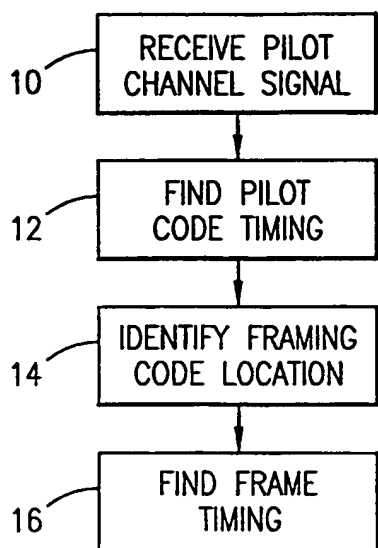 10
RECEIVE PILOT
CHANNEL SIGNAL
12
FIND PILOT
CODE TIMING
14
IDENTIFY FRAMING
CODE LOCATION
16
FIND FRAME
TIMING